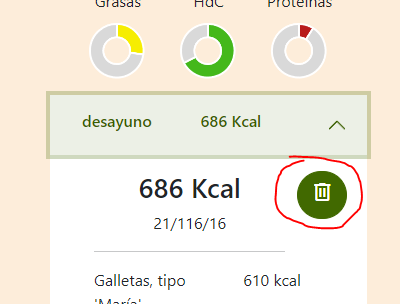 Grasas HdC Proteínas
desayuno 686 Kcal
686 Kcal
21/116/16
Galletas, tipo 610 kcal
'María'